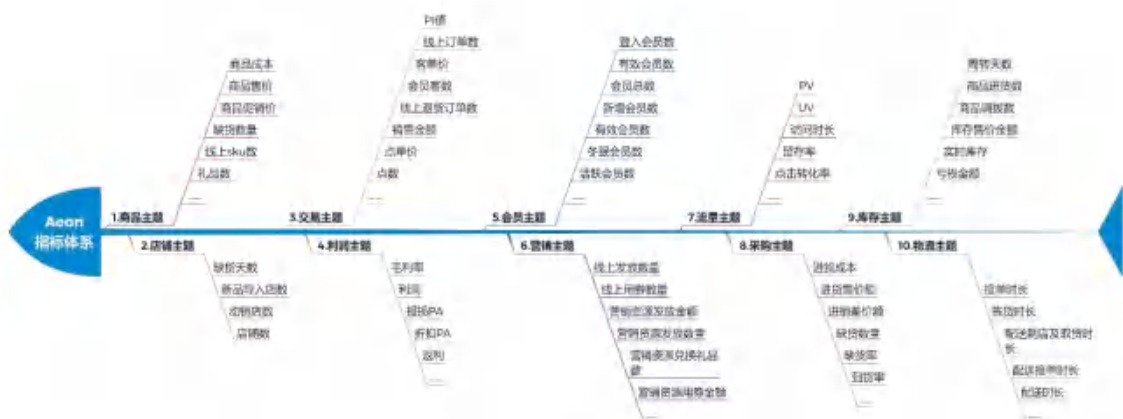 Aeon
指标体系
1.商品主题
商品成本
商品售价
商品促销价
缺货数量
线上sku数
礼品数
......
2.店铺主题
缺货天数
新品导入店数
动销店数
店铺数
3.交易主题
PI值
线上订单数
客单价
会员客数
线上退货订单数
销售金额
点单价
点数
......
4.利润主题
毛利率
利润
报损PA
折扣PA
返利
......
5.会员主题
登入会员数
有效会员数
会员总数
新增会员数
有效会员数
冬眠会员数
活跃会员数
......
6.营销主题
线上发放数量
线上用券数量
营销资源发放金额
营销资源发放数量
营销资源兑换礼品
数
营销资源用券金额
......
7.流量主题
PV
UV
访问时长
留存率
点击转化率
......
8.采购主题
进货成本
进货售价额
进销差价额
缺货数量
缺货率
到货率
......
9.库存主题
周转天数
商品进货数
商品调拨数
库存售价金额
实时库存
亏损金额
......
10.物流主题
接单时长
拣货时长
配送到店及取货时
长
配送接单时长
配送时长
......